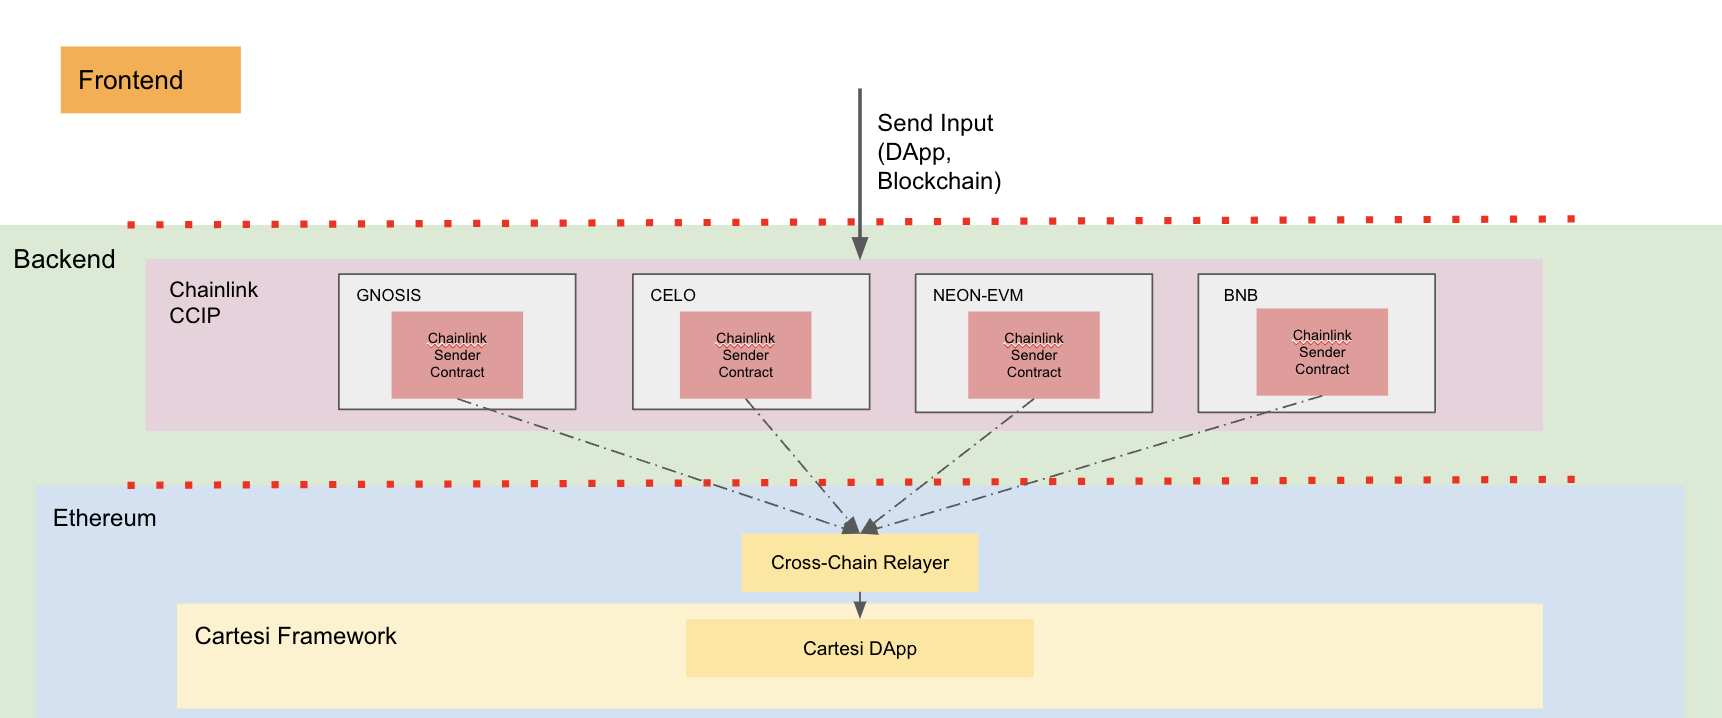 Frontend
Send Input
(DApp,
Blockchain)
Backend
Chainlink
CCIP
GNOSIS
Chainlink
Sender
Contract
CELO
Chainlink
Sender
Contract
NEON-EVM
Chainlink
Sender
Contract
BNB
Chainlink
Sender
Contract
Ethereum
Cross-Chain Relayer
Cartesi Framework
Cartesi DApp